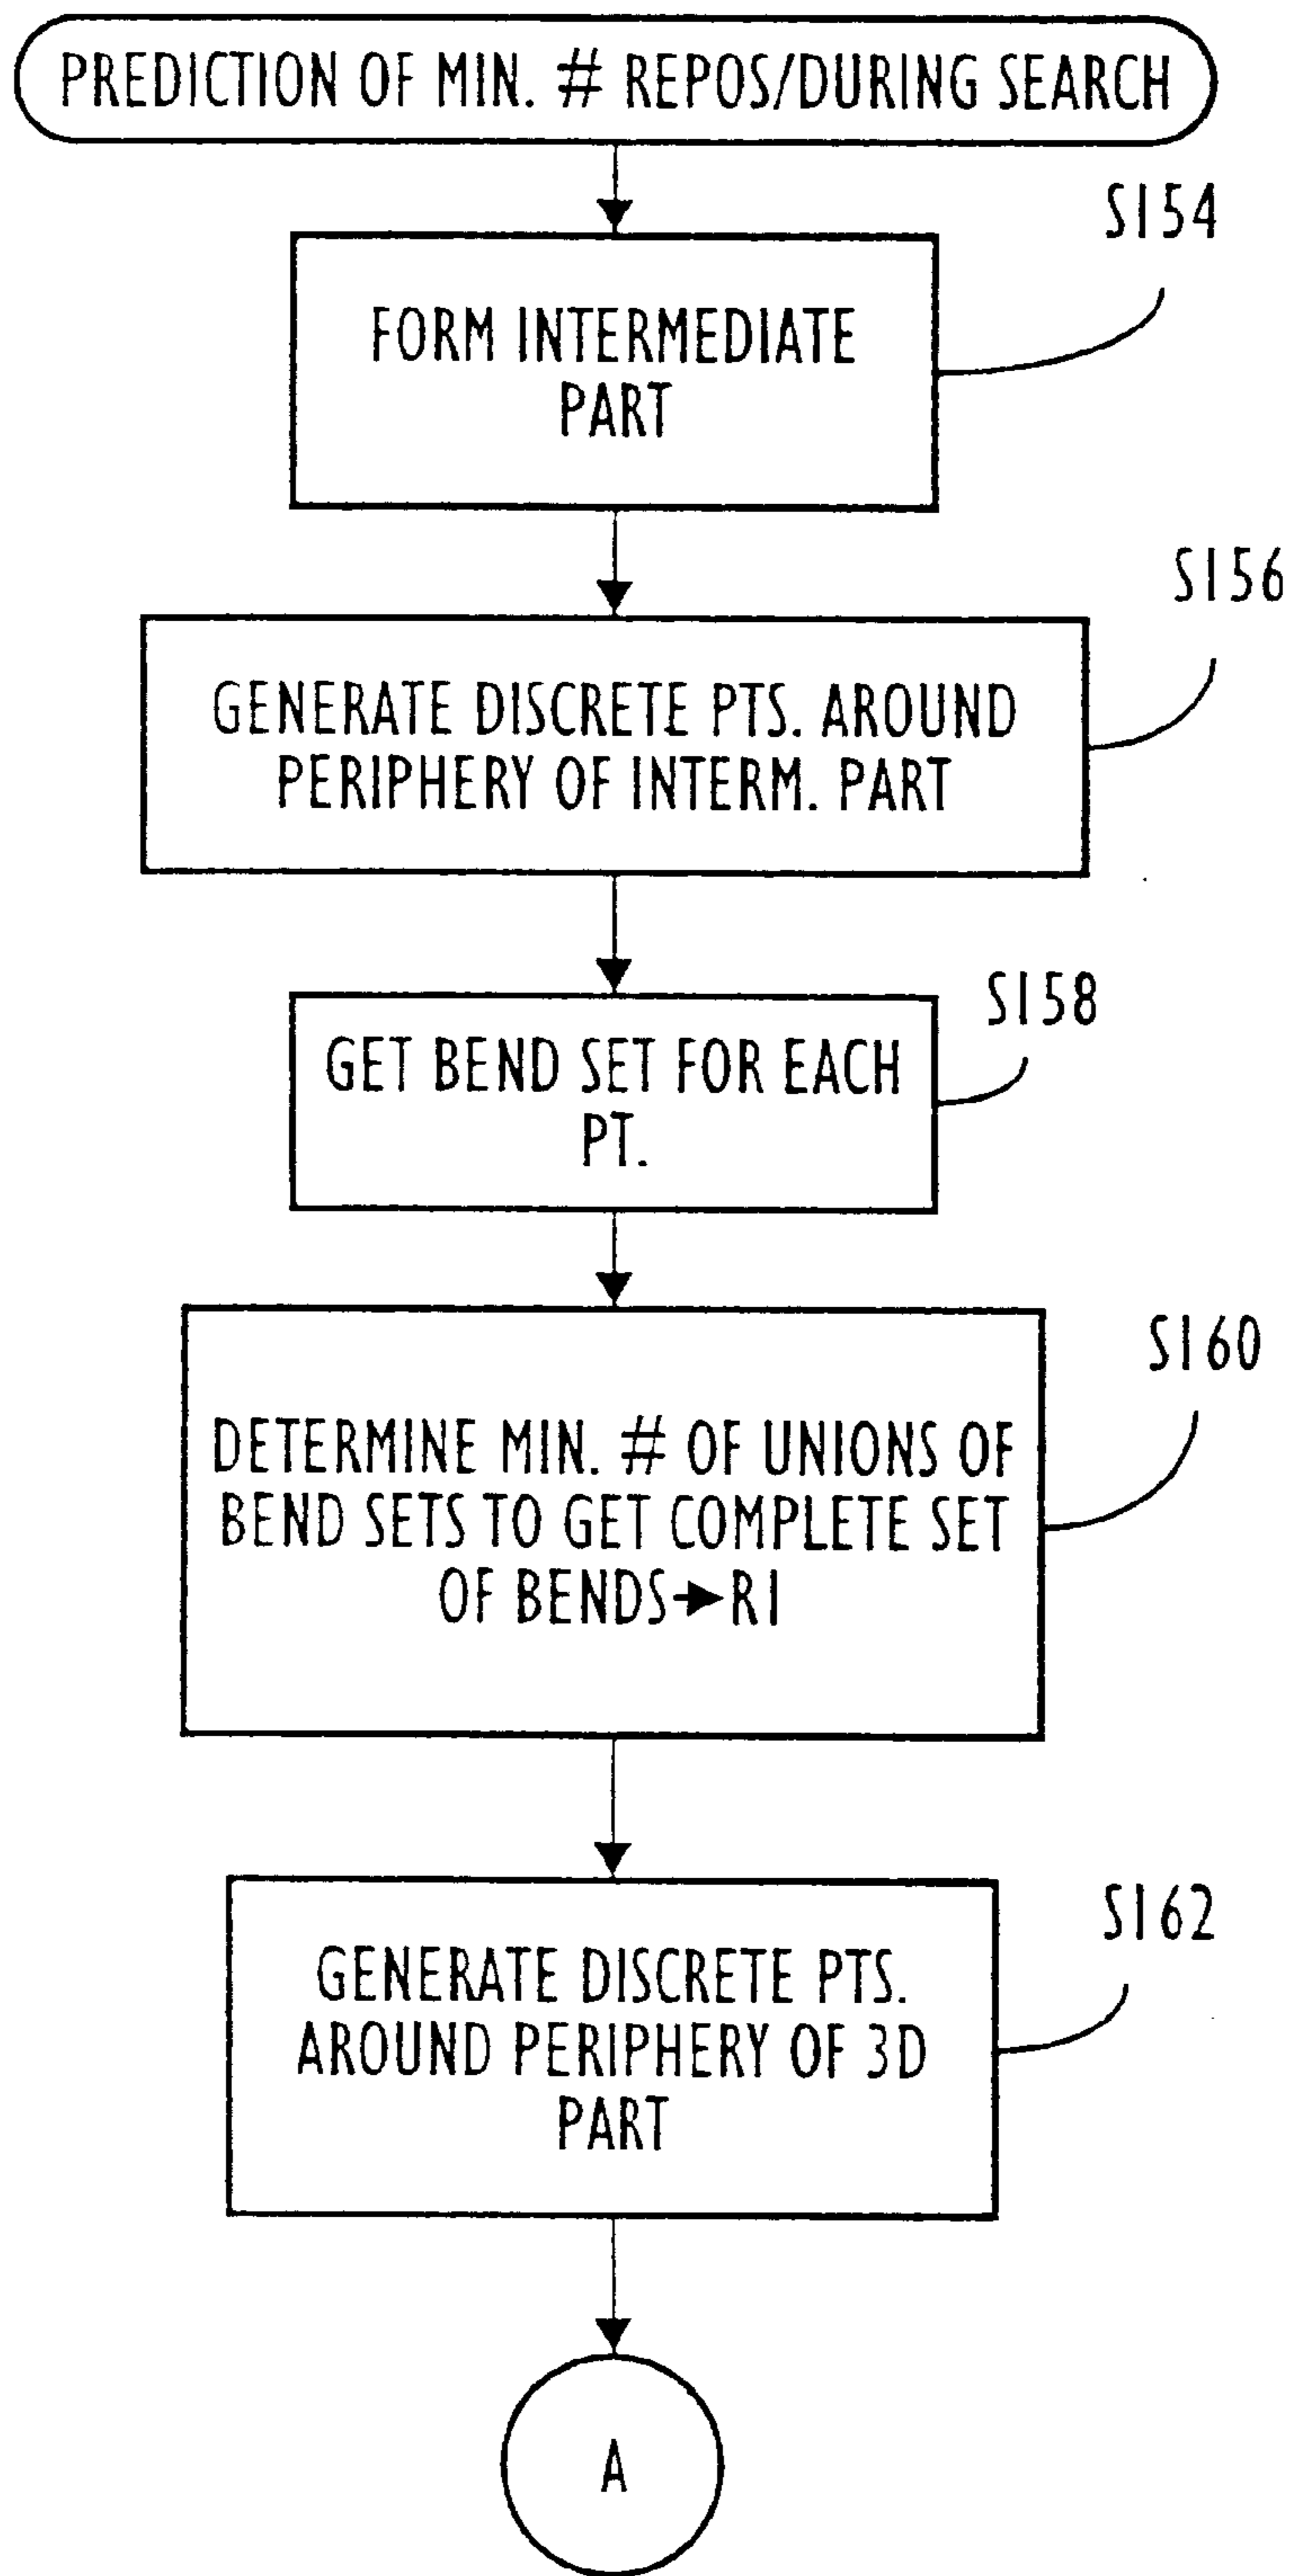 PREDICTION OF MIN. # REPOS/DURING SEARCH
S154
FORM INTERMEDIATE
PART
S156
GENERATE DISCRETE PTS. AROUND
PERIPHERY OF INTERM. PART
S158
GET BEND SET FOR EACH
PT.
S160
DETERMINE MIN. # OF UNIONS OF
BEND SETS TO GET COMPLETE SET
OF BENDS→R1
S162
GENERATE DISCRETE PTS.
AROUND PERIPHERY OF 3D
PART
A